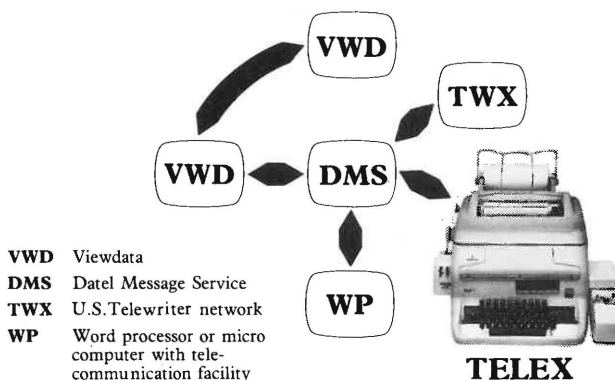 VWD
TWX
VWD
DMS
WP
TELEX
VWD Viewdata
DMS Datel Message Service
TWX U.S.Telewriter network
WP Word processor or micro
computer with tele-
communication facility